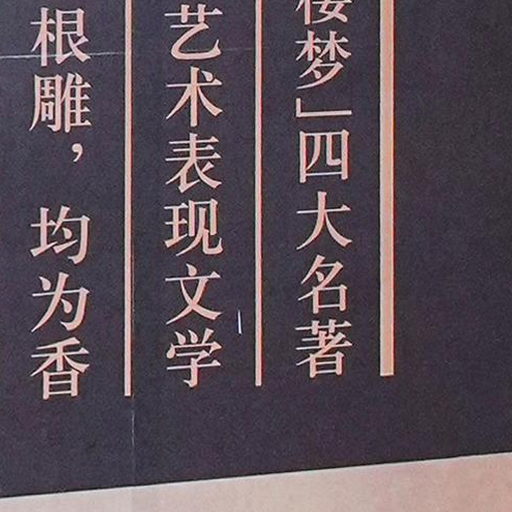 楼梦」四大名著
艺术表现文学
根雕，均为香